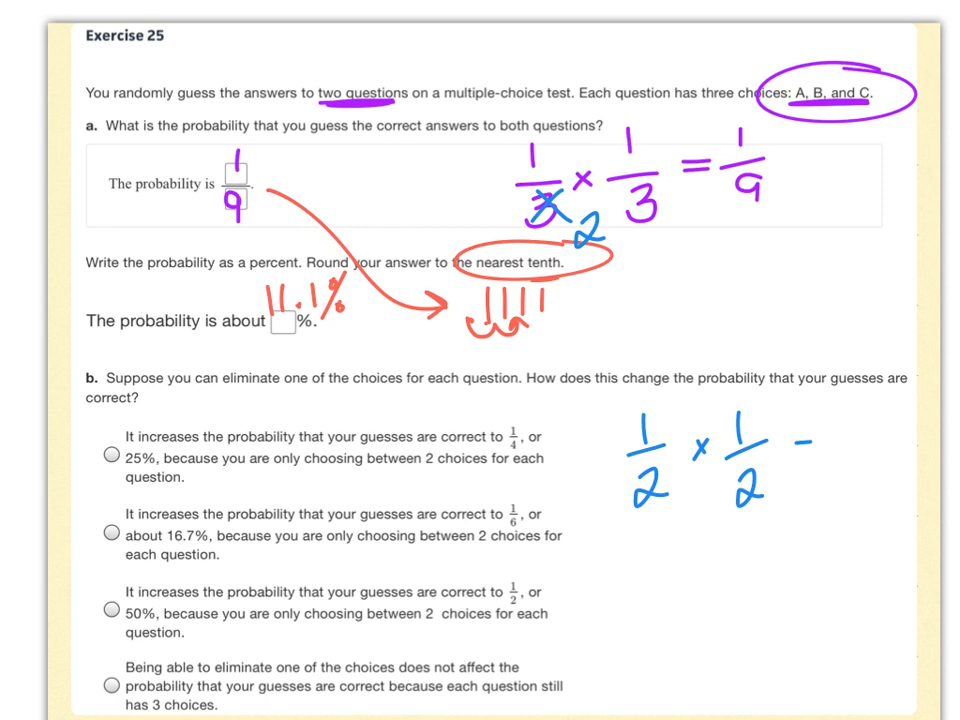 Exercise 25
You randomly guess the answers to two questions on a multiple-choice test. Each question has three choices: A, B, and C.
a. What is the probability that you guess the correct answers to both questions?
The probability is 1/9.
1/3 × 1/3 = 1/9
2
Write the probability as a percent. Round your answer to the nearest tenth.
11.1%
1111
The probability is about %.
b. Suppose you can eliminate one of the choices for each question. How does this change the probability that your guesses are
correct?
1/2 × 1/2 -
It increases the probability that your guesses are correct to 1/4, or
25%, because you are only choosing between 2 choices for each
question.
It increases the probability that your guesses are correct to 1/6, or
about 16.7%, because you are only choosing between 2 choices for
each question.
It increases the probability that your guesses are correct to 1/2, or
50%, because you are only choosing between 2 choices for each
question.
Being able to eliminate one of the choices does not affect the
probability that your guesses are correct because each question still
has 3 choices.